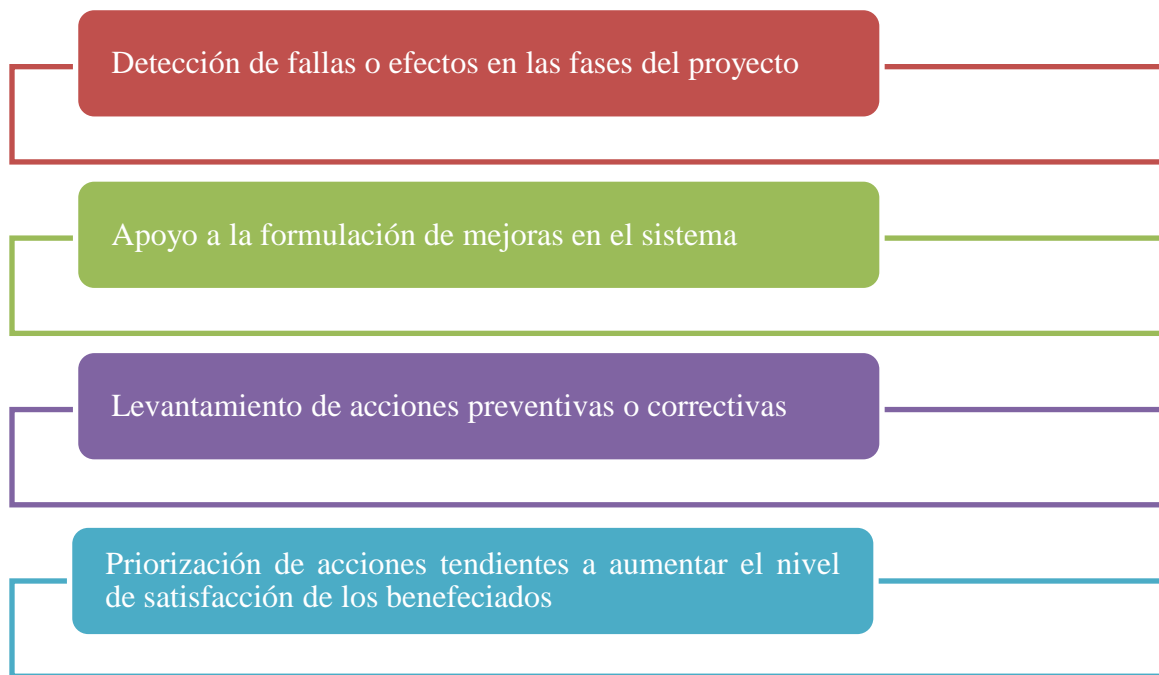 Detección de fallas o efectos en las fases del proyecto
Apoyo a la formulación de mejoras en el sistema
Levantamiento de acciones preventivas o correctivas
Priorización de acciones tendientes a aumentar el nivel
de satisfacción de los benefeciados